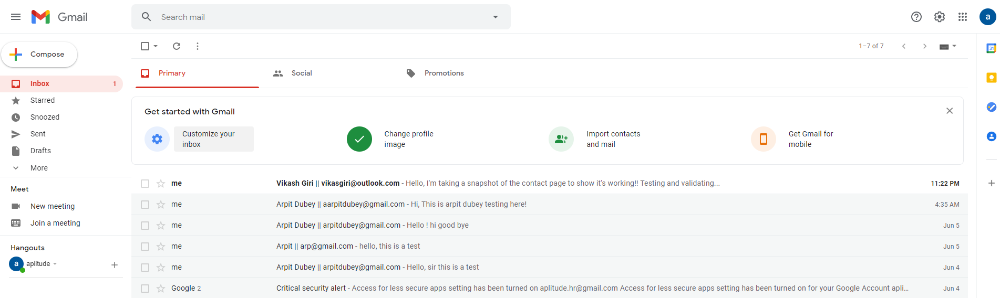 Gmail
Search mail
a
Compose
1–7 of 7
31
Primary
Social
Promotions
Inbox 1
Starred
Snoozed
Sent
Drafts
More
Get started with Gmail
Customize your
inbox
Change profile
image
Import contacts
and mail
Get Gmail for
mobile
Meet
New meeting
Join a meeting
Hangouts
a aplitude
me Vikash Giri || vikasgiri@outlook.com - Hello, I'm taking a snapshot of the contact page to show it's working!! Testing and validating... 11:22 PM
me Arpit Dubey || aarpitdubey@gmail.com - Hi, This is arpit dubey testing here! 4:35 AM
me Arpit Dubey || arpitdubey@gmail.com - Hello ! hi good bye Jun 5
me Arpit || arp@gmail.com - hello, this is a test Jun 5
me Arpit Dubey || arpitdubey@gmail.com - Hello, sir this is a test Jun 4
Google 2 Critical security alert - Access for less secure apps setting has been turned on aplitude.hr@gmail.com Access for less secure apps setting has been turned on for your Google Account apli... Jun 4